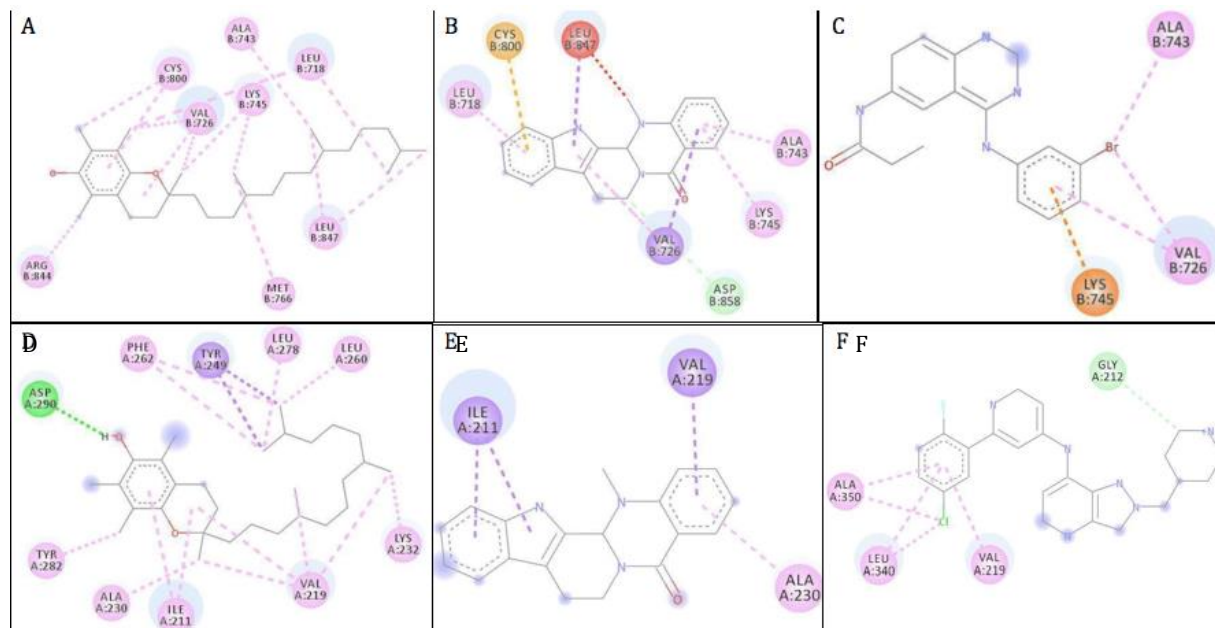 A
ALA
B:743
LEU
B:718
CYS
B:800
LYS
B:745
VAL
B:726
O
O
LEU
B:847
ARG
B:844
MET
B:766
B
CYS
B:800
LEU
B:847
LEU
B:718
N
N
N
O
ALA
B:743
LYS
B:745
VAL
B:726
ASP
B:858
C
ALA
B:743
N
N
N
N
O
Br
VAL
B:726
LYS
B:745
D
PHE
A:262
TYR
A:249
LEU
A:278
LEU
A:260
ASP
A:290
H O
O
TYR
A:282
ALA
A:230
ILE
A:211
VAL
A:219
LYS
A:232
E E
VAL
A:219
ILE
A:211
N
N
N
O
ALA
A:230
F F
GLY
A:212
N
N
N
N
N
N
N
ALA
A:350
Cl
LEU
A:340
VAL
A:219